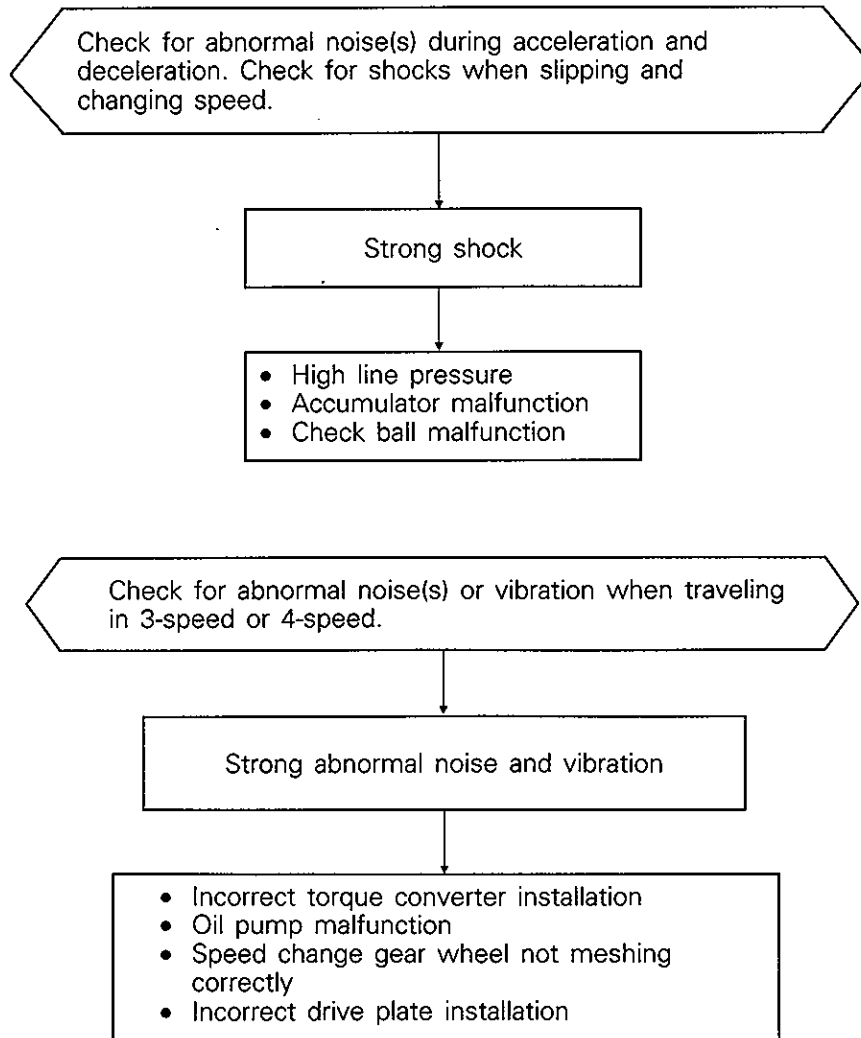 Check for abnormal noise(s) during acceleration and
deceleration. Check for shocks when slipping and
changing speed.
Strong shock
• High line pressure
• Accumulator malfunction
• Check ball malfunction
Check for abnormal noise(s) or vibration when traveling
in 3-speed or 4-speed.
Strong abnormal noise and vibration
• Incorrect torque converter installation
• Oil pump malfunction
• Speed change gear wheel not meshing
correctly
• Incorrect drive plate installation